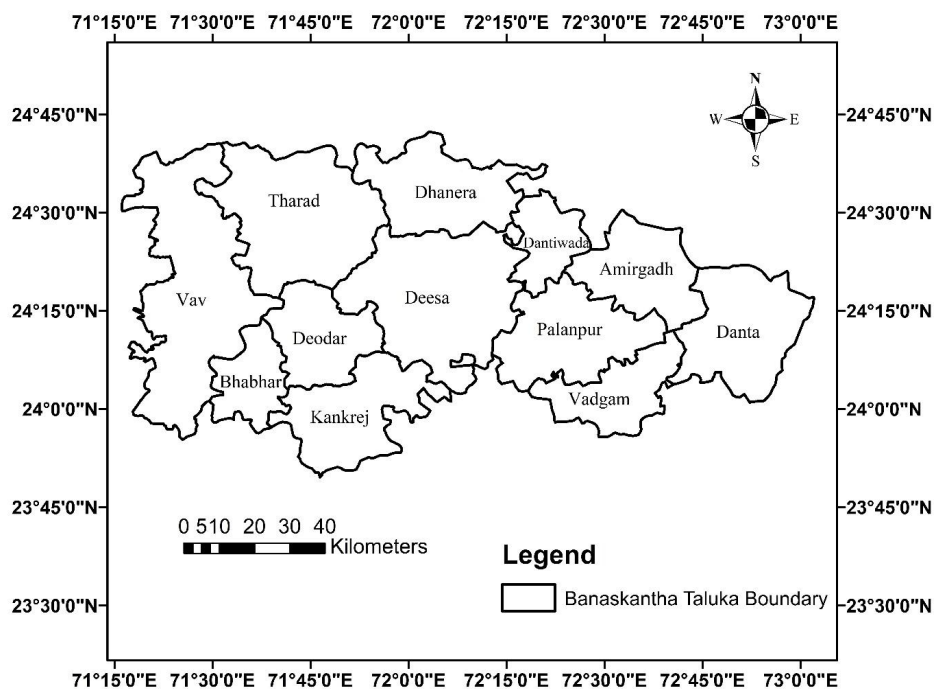 71°15'0"E 71°30'0"E 71°45'0"E 72°0'0"E 72°15'0"E 72°30'0"E 72°45'0"E 73°0'0"E
N
24°45'0"N W E 24°45'0"N
S
Dhanera
Tharad
24°30'0"N 24°30'0"N
Dantiwada
Amirgadh
Vav Deesa
24°15'0"N 24°15'0"N
Deodar Palanpur Danta
Bhabhar
Vadgam
24°0'0"N Kankrej 24°0'0"N
23°45'0"N 23°45'0"N
0 5 10 20 30 40
Kilometers
Legend
Banaskantha Taluka Boundary
23°30'0"N 23°30'0"N
71°15'0"E 71°30'0"E 71°45'0"E 72°0'0"E 72°15'0"E 72°30'0"E 72°45'0"E 73°0'0"E